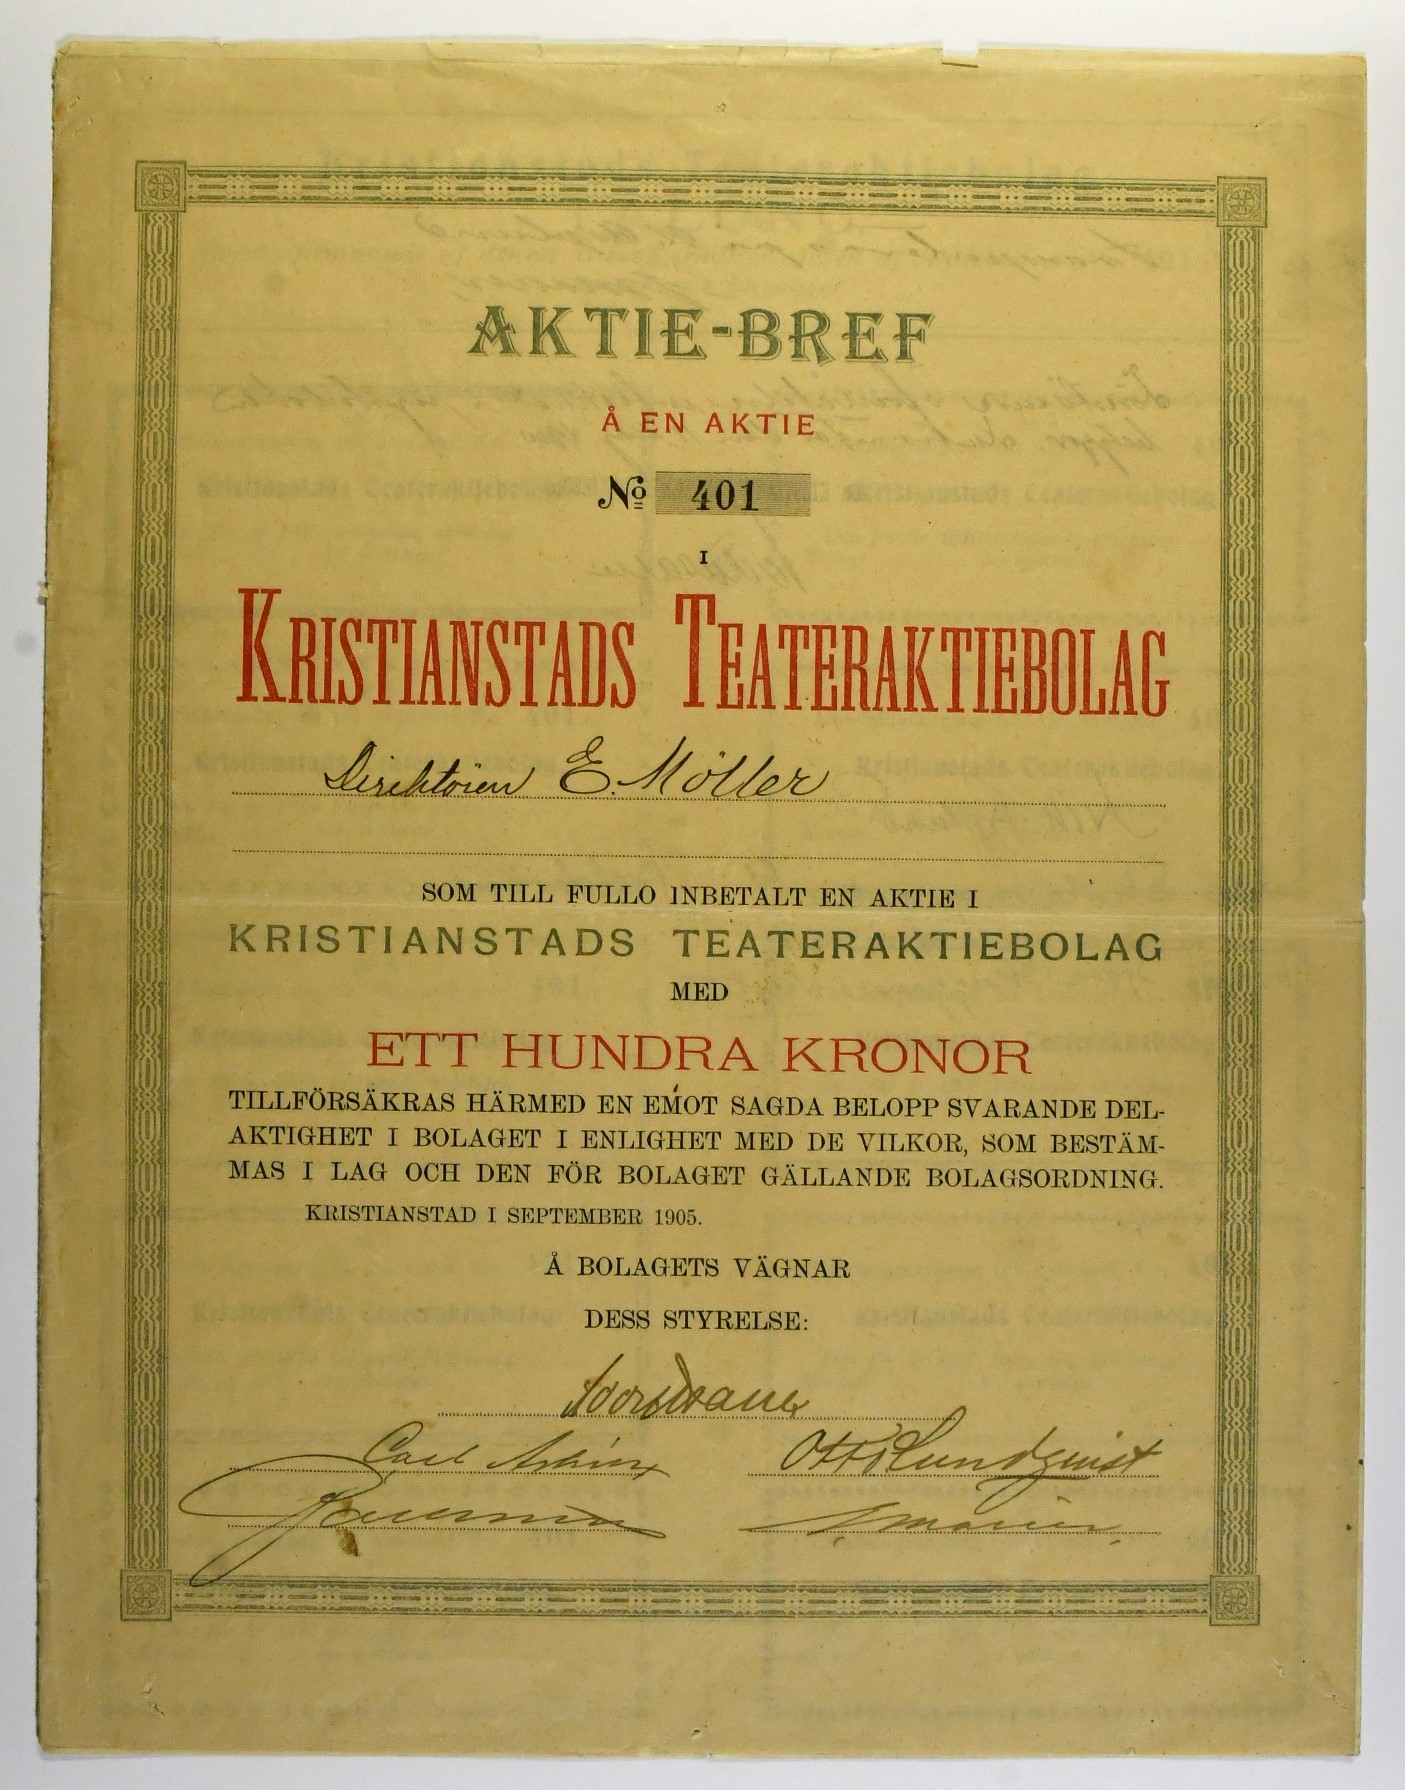 AKTIE-BREF
Å EN AKTIE
No 401
I
KRISTIANSTADS TEATERAKTIEBOLAG
Direktören E. Möller
SOM TILL FULLO INBETALT EN AKTIE I
KRISTIANSTADS TEATERAKTIEBOLAG
MED
ETT HUNDRA KRONOR
TILLFÖRSÄKRAS HÄRMED EN EMOT SAGDA BELOPP SVARANDE DEL-
AKTIGHET I BOLAGET I ENLIGHET MED DE VILKOR, SOM BESTÄM-
MAS I LAG OCH DEN FÖR BOLAGET GÄLLANDE BOLAGSORDNING.
KRISTIANSTAD I SEPTEMBER 1905.
Å BOLAGETS VÄGNAR
DESS STYRELSE:
Carl
Otto Lundquist